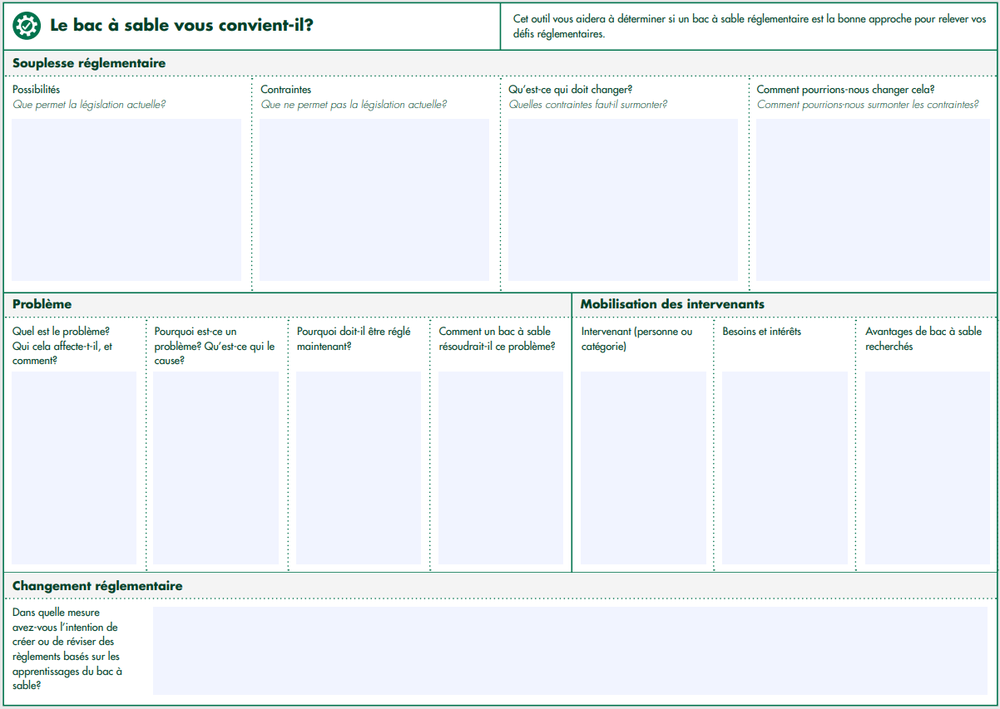 Le bac à sable vous convient-il?
Cet outil vous aidera à déterminer si un bac à sable réglementaire est la bonne approche pour relever vos
défis réglementaires.
Souplesse réglementaire
Possibilités
Que permet la législation actuelle?
Contraintes
Que ne permet pas la législation actuelle?
Qu'est-ce qui doit changer?
Quelles contraintes faut-il surmonter?
Comment pourrions-nous changer cela?
Comment pourrions-nous surmonter les contraintes?
Problème
Quel est le problème?
Qui cela affecte-t-il, et
comment?
Pourquoi est-ce un
problème? Qu'est-ce qui le
cause?
Pourquoi doit-il être réglé
maintenant?
Comment un bac à sable
résoudrait-il ce problème?
Mobilisation des intervenants
Intervenant (personne ou
catégorie)
Besoins et intérêts
Avantages de bac à sable
recherchés
Changement réglementaire
Dans quelle mesure
avez-vous l'intention de
créer ou de réviser des
règlements basés sur les
apprentissages du bac à
sable?